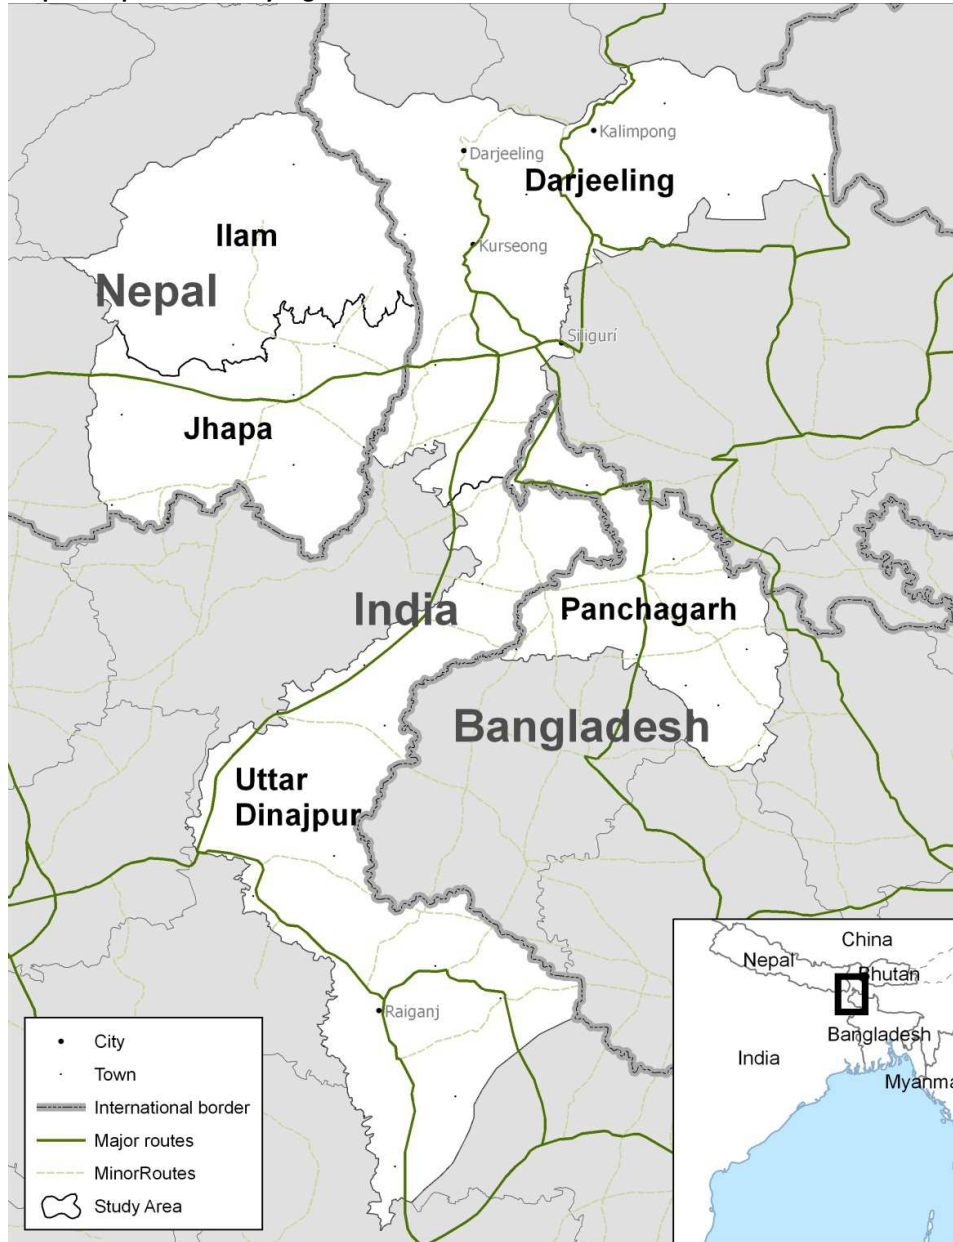 Kalimpong
Darjeeling
Darjeeling
Ilam
Kurseong
Nepal
Siliguri
Jhapa
India
Panchagarh
Bangladesh
Uttar
Dinajpur
Raiganj
City
Town
International border
Major routes
MinorRoutes
Study Area
China
Nepal
Bhutan
Bangladesh
India
Myanma